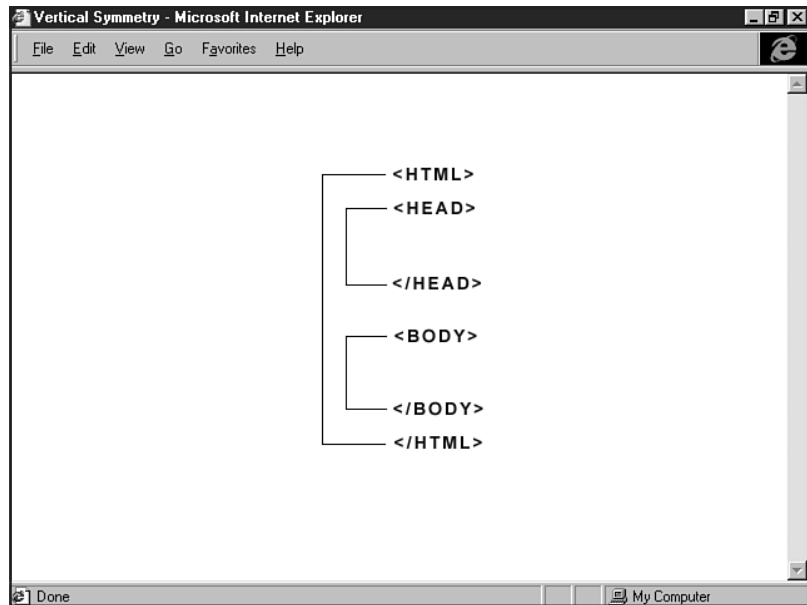 Vertical Symmetry - Microsoft Internet Explorer
File Edit View Go Favorites Help
<HTML>
<HEAD>
</HEAD>
<BODY>
</BODY>
</HTML>
Done My Computer